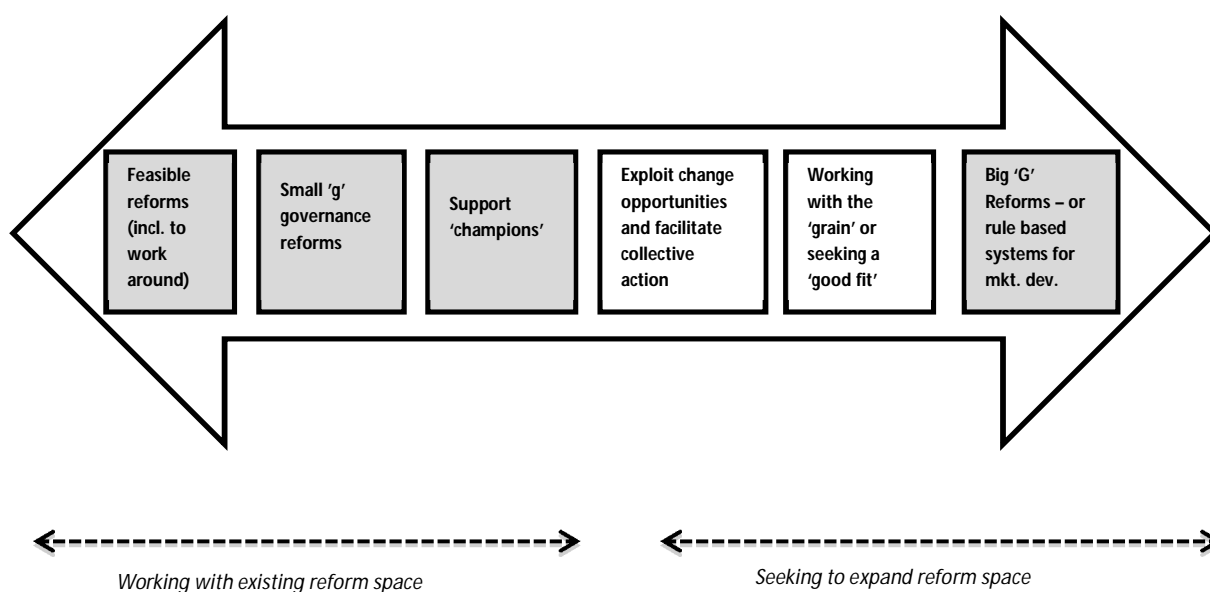 Feasible
reforms
(incl. to
work
around)
Small 'g'
governance
reforms
Support
‘champions’
Exploit change
opportunities
and facilitate
collective
action
Working
with the
‘grain’ or
seeking a
‘good fit’
Big ‘G’
Reforms – or
rule based
systems for
mkt. dev.
Working with existing reform space
Seeking to expand reform space